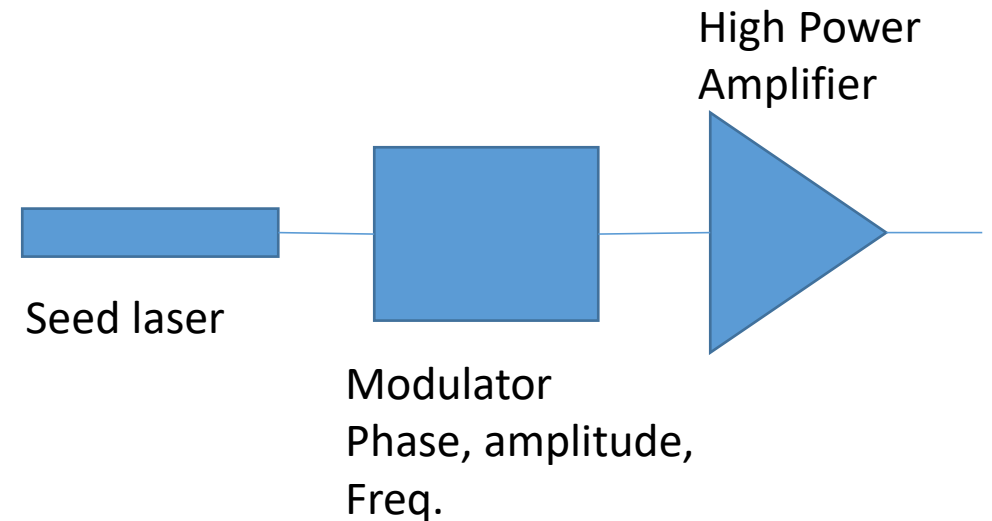 High Power
Amplifier
Seed laser
Modulator
Phase, amplitude,
Freq.